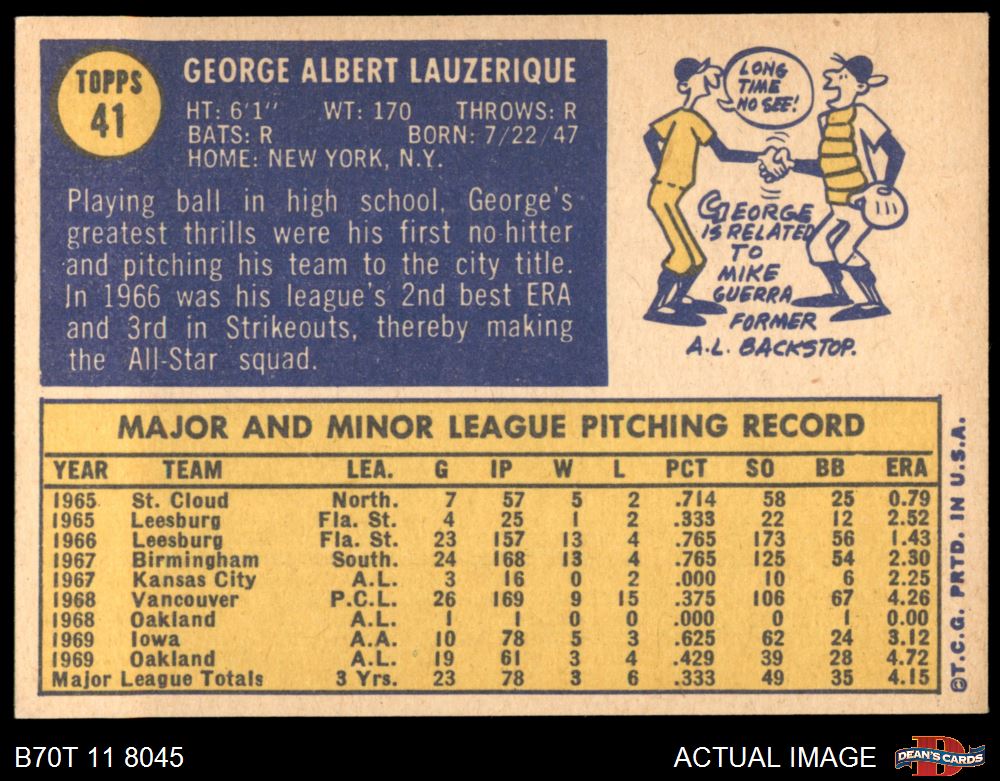 TOPPS
41
GEORGE ALBERT LAUZERIQUE
HT: 6'1" WT: 170 THROWS: R
BATS: R BORN: 7/22/47
HOME: NEW YORK, N.Y.
Playing ball in high school, George's
greatest thrills were his first no-hitter
and pitching his team to the city title.
In 1966 was his league's 2nd best ERA
and 3rd in Strikeouts, thereby making
the All-Star squad.
LONG
TIME
NO SEE!
GEORGE
IS RELATED
TO
MIKE
GUERRA
FORMER
A.L. BACKSTOP.
MAJOR AND MINOR LEAGUE PITCHING RECORD
YEAR TEAM LEA. G IP W L PCT SO BB ERA
1965 St. Cloud North. 7 57 5 2 .714 58 25 0.79
1965 Leesburg Fla. St. 4 25 1 2 .333 22 12 2.52
1966 Leesburg Fla. St. 23 157 13 4 .765 173 56 1.43
1967 Birmingham South. 24 168 13 4 .765 125 54 2.30
1967 Kansas City A.L. 3 16 0 2 .000 10 6 2.25
1968 Vancouver P.C.L. 26 169 9 15 .375 106 67 4.26
1968 Oakland A.L. 1 1 0 0 .000 0 1 0.00
1969 Iowa A.A. 10 78 5 3 .625 62 24 3.12
1969 Oakland A.L. 19 61 3 4 .429 39 28 4.72
Major League Totals 3 Yrs. 23 78 3 6 .333 49 35 4.15
©T.C.G. PRTD. IN U.S.A.
B70T 11 8045
ACTUAL IMAGE
DEAN'S CARDS